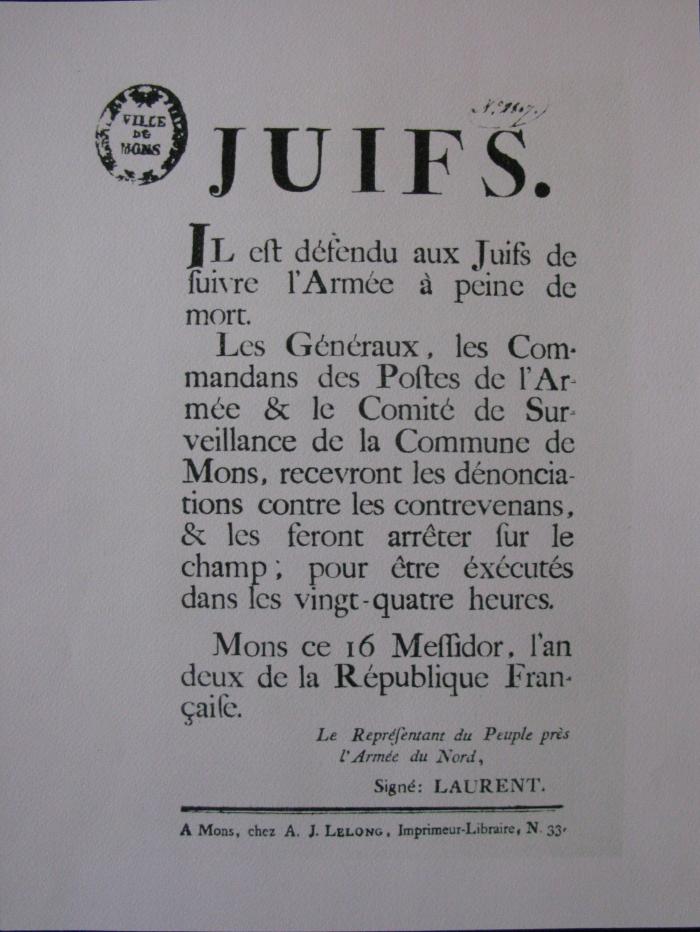 VILLE
DE
MONS
N.º 2807.)
JUIFS.
IL eſt défendu aux Juifs de
ſuivre l'Armée à peine de
mort.
Les Généraux, les Com-
mandans des Poſtes de l'Ar-
mée & le Comité de Sur-
veillance de la Commune de
Mons, recevront les dénoncia-
tions contre les contrevenans,
& les feront arrêter ſur le
champ; pour être éxécutés
dans les vingt-quatre heures.
Mons ce 16 Meſſidor, l'an
deux de la République Fran-
çaiſe.
Le Repréſentant du Peuple près
l'Armée du Nord,
Signé: LAURENT.
A Mons, chez A. J. LELONG, Imprimeur-Libraire, N. 33.